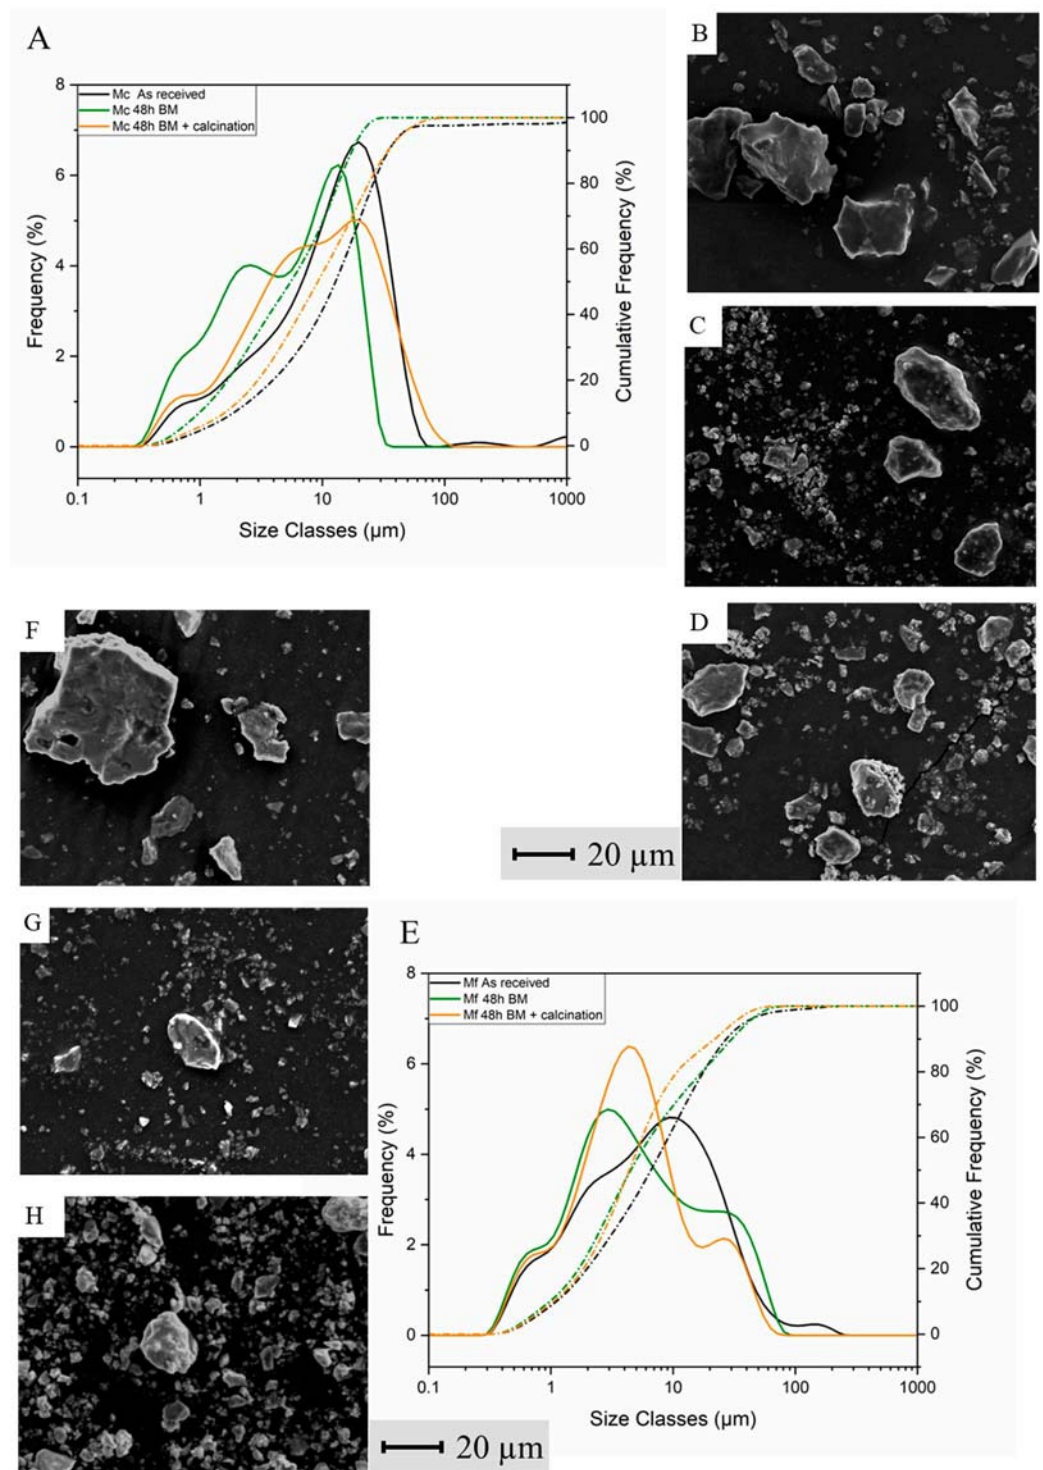 A
B
8
6
4
2
0
Frequency (%)
Mc As received
Mc 48h BM
Mc 48h BM + calcination
100
80
60
40
20
0
Cumulative Frequency (%)
0.1 1 10 100 1000
Size Classes (µm)
C
F
D
20 µm
G
E
8
6
4
2
0
Frequency (%)
Mf As received
Mf 48h BM
Mf 48h BM + calcination
100
80
60
40
20
0
Cumulative Frequency (%)
0.1 1 10 100 1000
Size Classes (µm)
H
20 µm